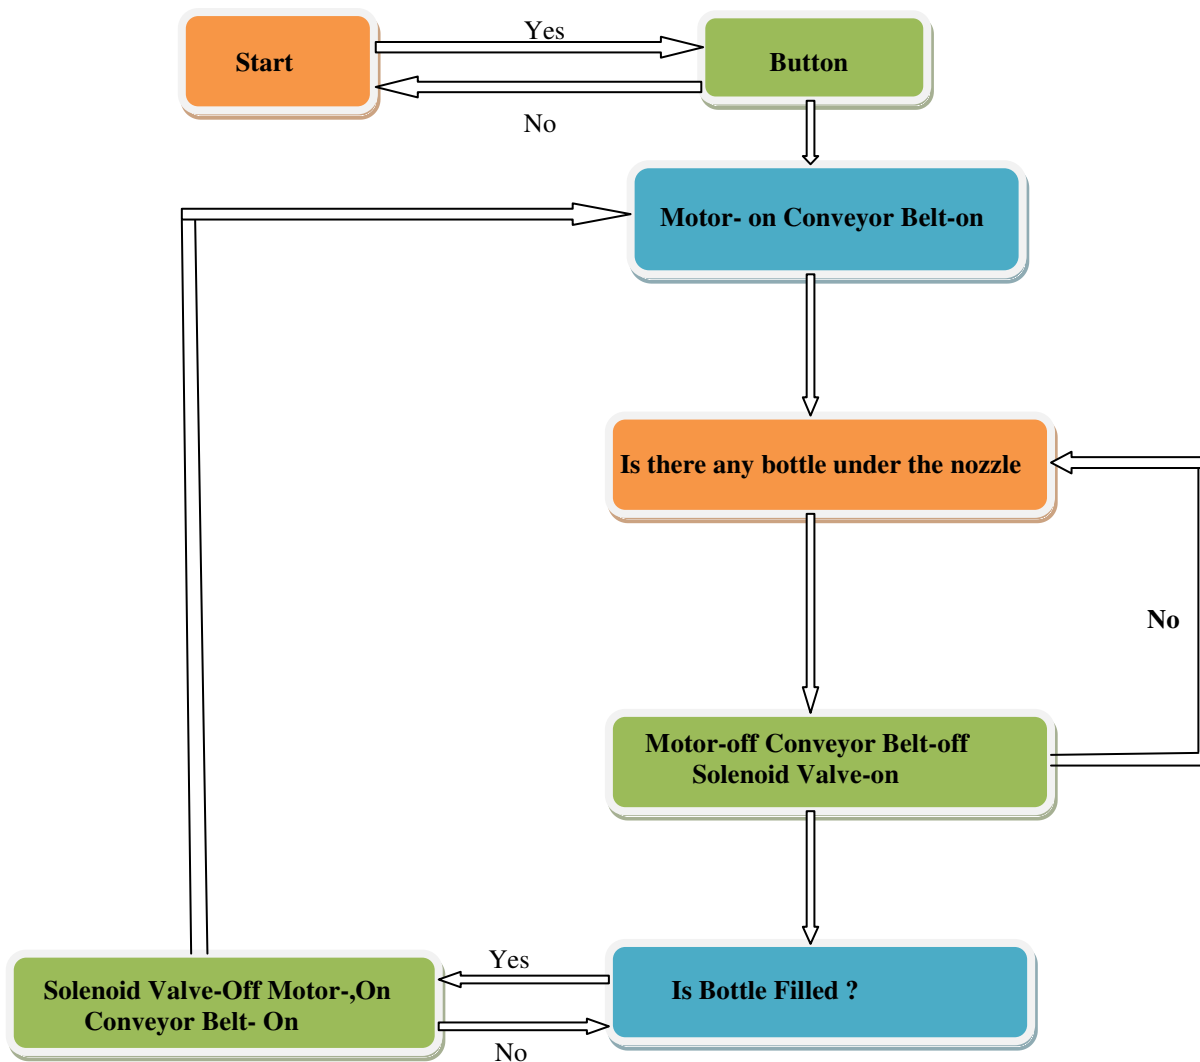 Yes
Start
Button
No
Motor- on Conveyor Belt-on
Is there any bottle under the nozzle
No
Motor-off Conveyor Belt-off
Solenoid Valve-on
Yes
Solenoid Valve-Off Motor-,On
Conveyor Belt- On
Is Bottle Filled ?
No